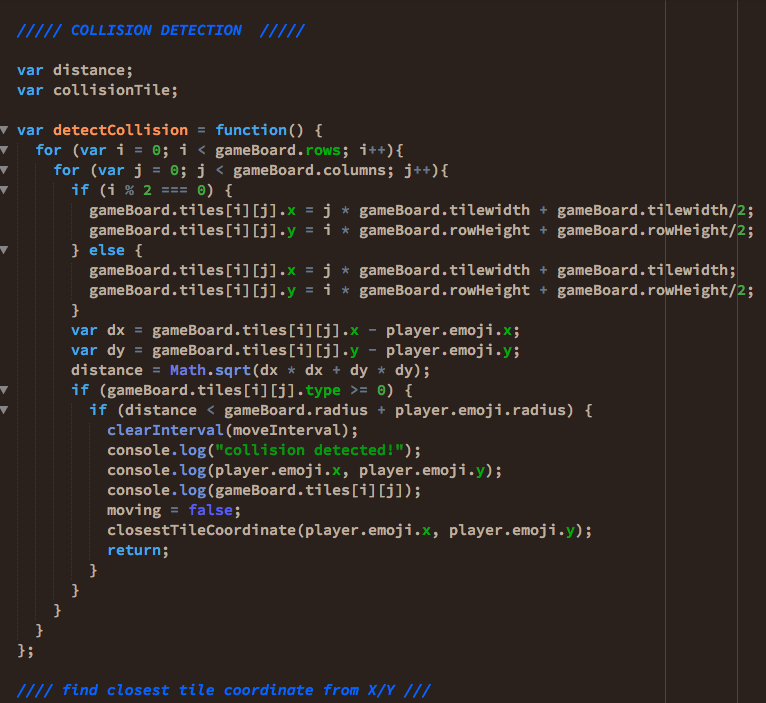 ///// COLLISION DETECTION  /////
var distance;
var collisionTile;
var detectCollision = function() {
  for (var i = 0; i < gameBoard.rows; i++){
    for (var j = 0; j < gameBoard.columns; j++){
      if (i % 2 === 0) {
        gameBoard.tiles[i][j].x = j * gameBoard.tilewidth + gameBoard.tilewidth/2;
        gameBoard.tiles[i][j].y = i * gameBoard.rowHeight + gameBoard.rowHeight/2;
      } else {
        gameBoard.tiles[i][j].x = j * gameBoard.tilewidth + gameBoard.tilewidth;
        gameBoard.tiles[i][j].y = i * gameBoard.rowHeight + gameBoard.rowHeight/2;
      }
      var dx = gameBoard.tiles[i][j].x - player.emoji.x;
      var dy = gameBoard.tiles[i][j].y - player.emoji.y;
      distance = Math.sqrt(dx * dx + dy * dy);
      if (gameBoard.tiles[i][j].type >= 0) {
        if (distance < gameBoard.radius + player.emoji.radius) {
          clearInterval(moveInterval);
          console.log("collision detected!");
          console.log(player.emoji.x, player.emoji.y);
          console.log(gameBoard.tiles[i][j]);
          moving = false;
          closestTileCoordinate(player.emoji.x, player.emoji.y);
          return;
        }
      }
    }
  }
};
//// find closest tile coordinate from X/Y ///